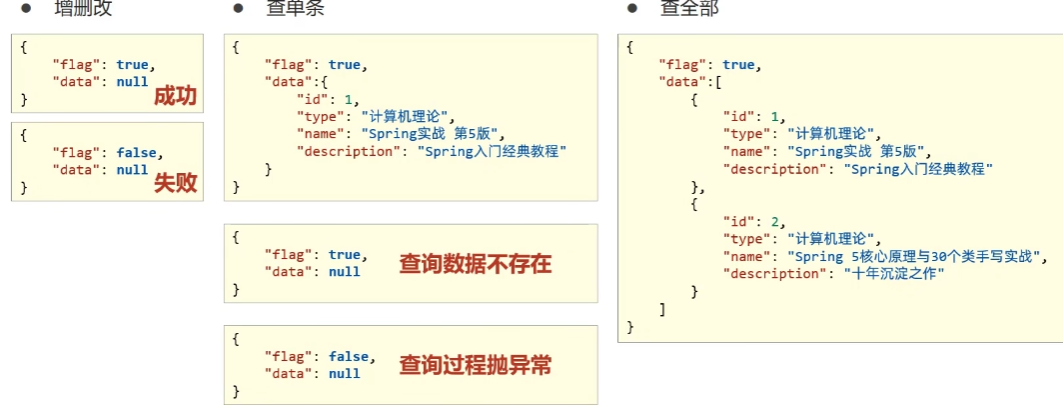 ● 增删改
{
    "flag": true,
    "data": null
}
成功
{
    "flag": false,
    "data": null
}
失败
● 查单条
{
    "flag": true,
    "data":{
        "id": 1,
        "type": "计算机理论",
        "name": "Spring实战 第5版",
        "description": "Spring入门经典教程"
    }
}
{
    "flag": true,
    "data": null
}
查询数据不存在
{
    "flag": false,
    "data": null
}
查询过程抛异常
● 查全部
{
    "flag": true,
    "data":[
        {
            "id": 1,
            "type": "计算机理论",
            "name": "Spring实战 第5版",
            "description": "Spring入门经典教程"
        },
        {
            "id": 2,
            "type": "计算机理论",
            "name": "Spring 5核心原理与30个类手写实战",
            "description": "十年沉淀之作"
        }
    ]
}